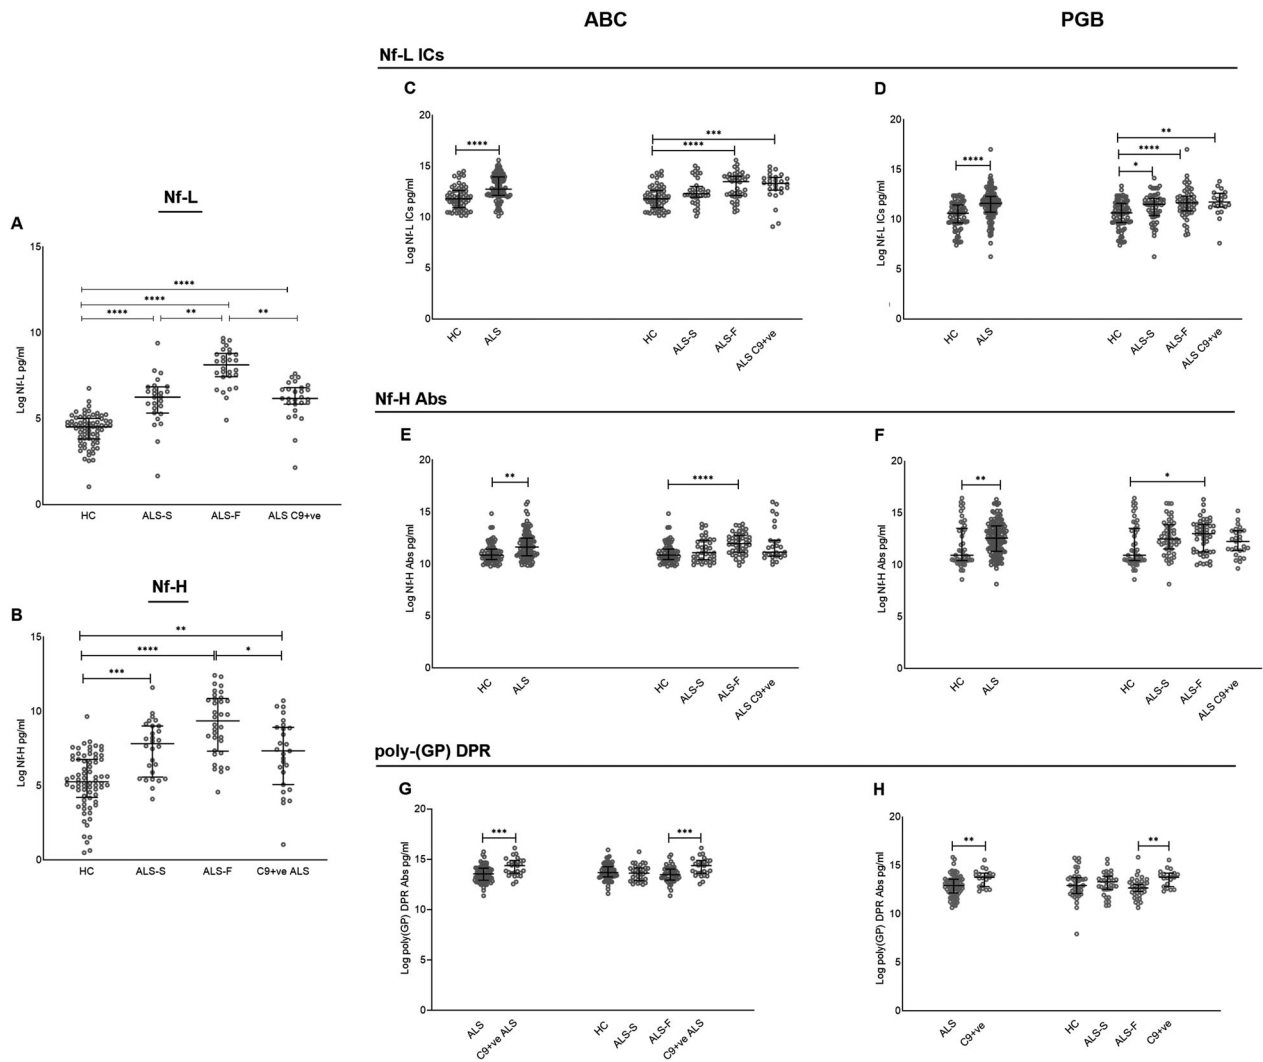 ABC
PGB
Nf-L ICs
Nf-L
A
15
10
5
0
Log Nf-L pg/ml
****
****
****
**
**
HC
ALS-S
ALS-F
ALS C9+ve
Nf-H
B
15
10
5
0
Log Nf-H pg/ml
**
****
*
***
HC
ALS-S
ALS-F
C9+ve ALS
C
20
15
10
5
0
Log Nf-L ICs pg/ml
****
***
****
HC
ALS
HC
ALS-S
ALS-F
ALS C9+ve
D
20
15
10
5
0
Log Nf-L ICs pg/ml
****
**
****
*
HC
ALS
HC
ALS-S
ALS-F
ALS C9+ve
Nf-H Abs
E
20
15
10
5
0
Log Nf-H Abs pg/ml
**
****
HC
ALS
HC
ALS-S
ALS-F
ALS C9+ve
F
20
15
10
5
0
Log Nf-H Abs pg/ml
**
*
HC
ALS
HC
ALS-S
ALS-F
ALS C9+ve
poly-(GP) DPR
G
20
15
10
5
0
Log poly(GP) DPR Abs pg/ml
***
***
ALS
C9+ve ALS
HC
ALS-S
ALS-F
C9+ve ALS
H
20
15
10
5
0
Log poly(GP) DPR Abs pg/ml
**
**
ALS
C9+ve
HC
ALS-S
ALS-F
C9+ve